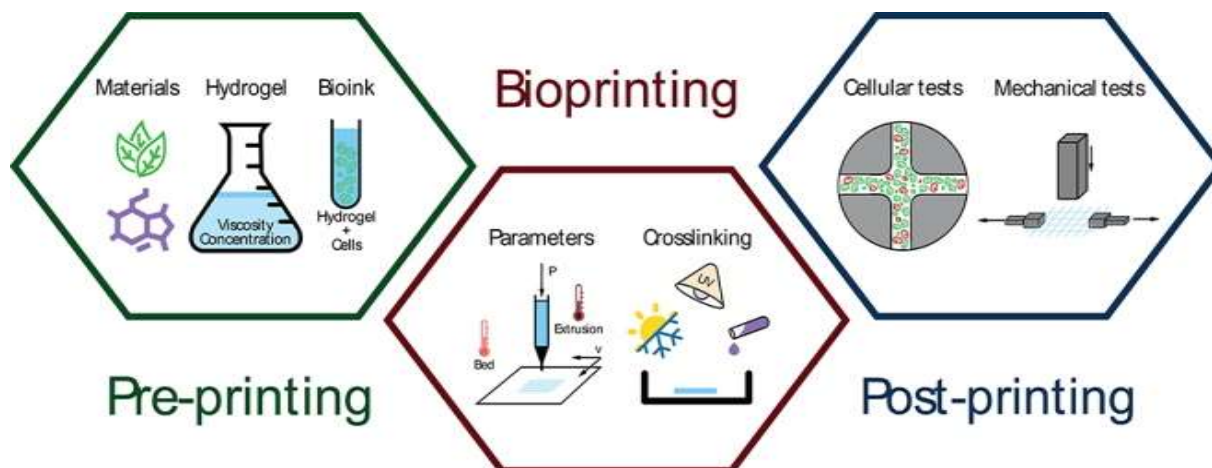 Materials
Hydrogel
Bioink
Viscosity
Concentration
Hydrogel
+
Cells
Pre-printing
Bioprinting
Parameters
Crosslinking
P
Extrusion
Bed
v
UV
Cellular tests
Mechanical tests
Post-printing